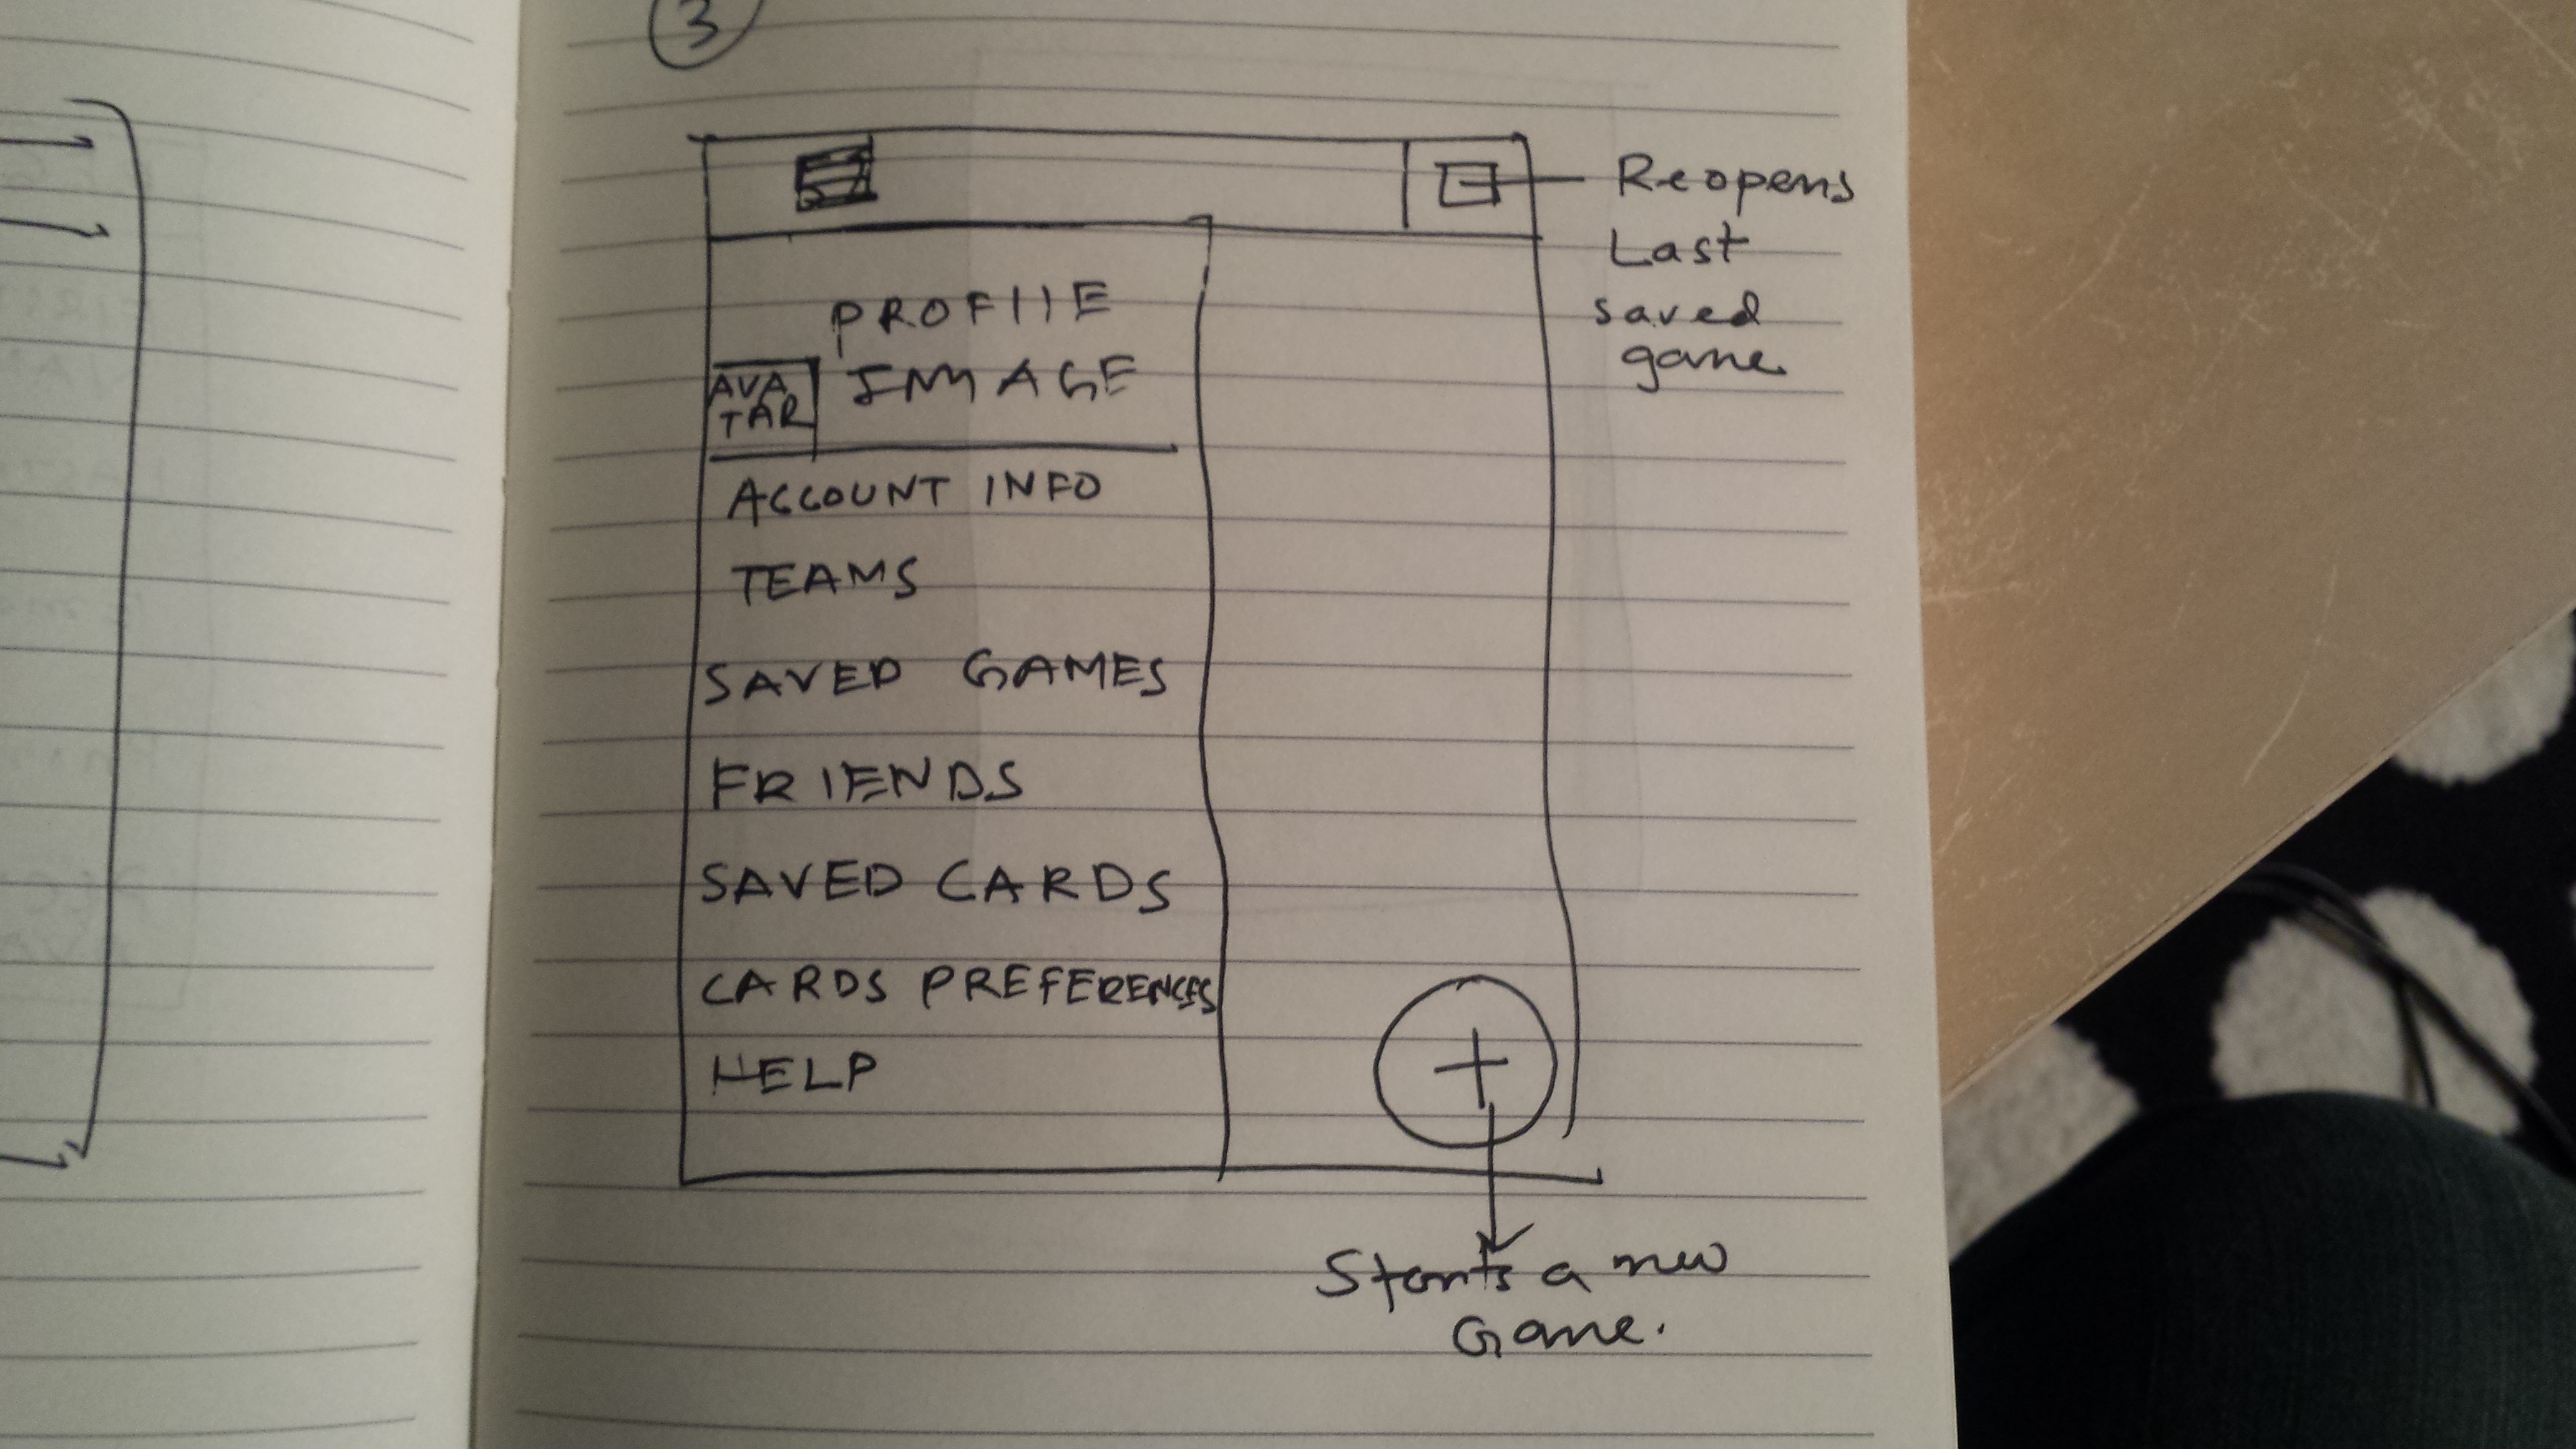 3
Reopens
Last
saved
game.
PROFILE
IMAGE
AVA
TAR
ACCOUNT INFO
TEAMS
SAVED GAMES
FRIENDS
SAVED CARDS
CARDS PREFERENCES
HELP
+
Starts a new
Game.